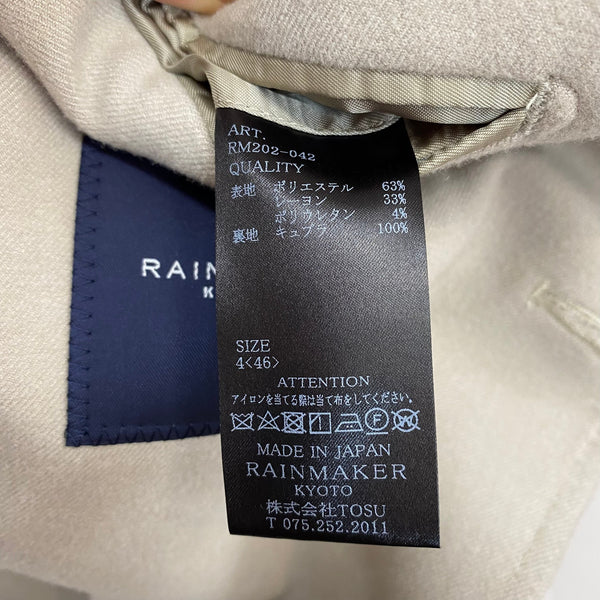 ART.
RM202-042
QUALITY
表地 ポリエステル 63%
レーヨン 33%
ポリウレタン 4%
裏地 キュプラ 100%
RAIN
K
SIZE
4<46>
ATTENTION
アイロンを当てる際は当て布をしてください。
MADE IN JAPAN
RAINMAKER
KYOTO
株式会社TOSU
T 075.252.2011